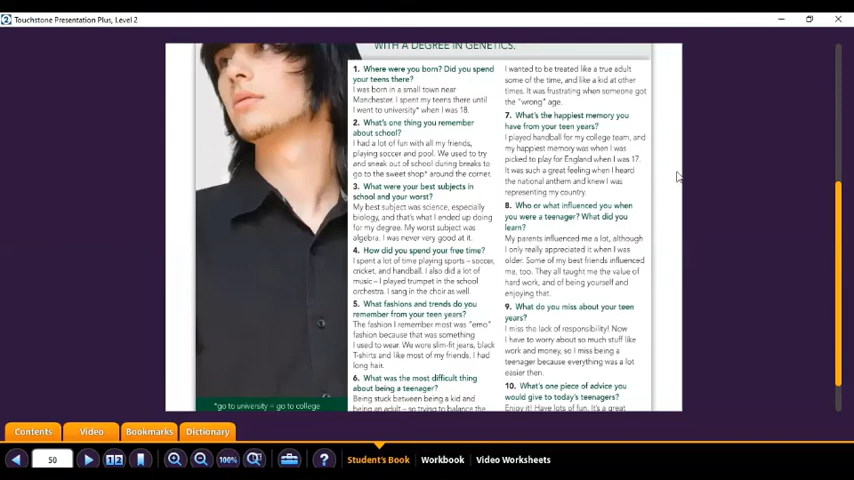 Touchstone Presentation Plus, Level 2
WITH A DEGREE IN GENETICS.
1. Where were you born? Did you spend
your teens there?
I was born in a small town near
Manchester. I spent my teens there until
I went to university* when I was 18.
2. What's one thing you remember
about school?
I had a lot of fun with all my friends,
playing soccer and pool. We used to try
and sneak out of school during breaks to
go to the sweet shop* around the corner.
3. What were your best subjects in
school and your worst?
My best subject was science, especially
biology, and that's what I ended up doing
for my degree. My worst subject was
algebra. I was never very good at it.
4. How did you spend your free time?
I spent a lot of time playing sports – soccer,
cricket, and handball. I also did a lot of
music – I played trumpet in the school
orchestra. I sang in the choir as well.
5. What fashions and trends do you
remember from your teen years?
The fashion I remember most was "emo"
fashion because that was something
I used to wear. We wore slim-fit jeans, black
T-shirts and like most of my friends, I had
long hair.
6. What was the most difficult thing
about being a teenager?
Being stuck between being a kid and
being an adult – so trying to balance the
I wanted to be treated like a true adult
some of the time, and like a kid at other
times. It was frustrating when someone got
the "wrong" age.
7. What's the happiest memory you
have from your teen years?
I played handball for my college team, and
my happiest memory was when I was
picked to play for England when I was 17.
It was such a great feeling when I heard
the national anthem and knew I was
representing my country.
8. Who or what influenced you when
you were a teenager? What did you
learn?
My parents influenced me a lot, although
I only really appreciated it when I was
older. Some of my best friends influenced
me, too. They all taught me the value of
hard work, and of being yourself and
enjoying that.
9. What do you miss about your teen
years?
I miss the lack of responsibility! Now
I have to worry about so much stuff like
work and money, so I miss being a
teenager because everything was a lot
easier then.
10. What's one piece of advice you
would give to today's teenagers?
Enjoy it! Have lots of fun. It's a great
*go to university – go to college
Contents
Video
Bookmarks
Dictionary
50
12
100%
?
Student's Book
Workbook
Video Worksheets